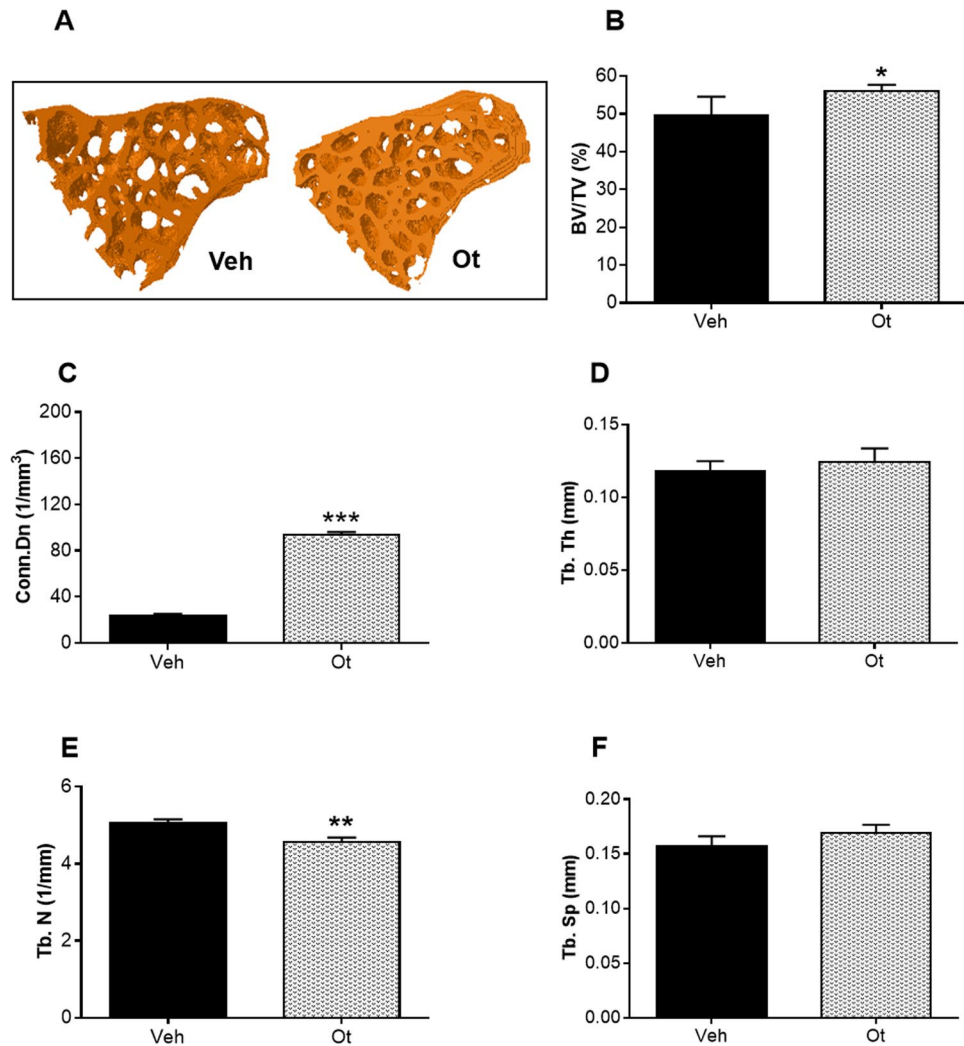 A
Veh
Ot
B
BV/TV (%)
60
50
40
30
20
10
0
*
Veh
Ot
C
Conn.Dn (1/mm³)
200
160
120
80
40
0
***
Veh
Ot
D
Tb. Th (mm)
0.15
0.10
0.05
0.00
Veh
Ot
E
Tb. N (1/mm)
6
4
2
0
**
Veh
Ot
F
Tb. Sp (mm)
0.20
0.15
0.10
0.05
0.00
Veh
Ot